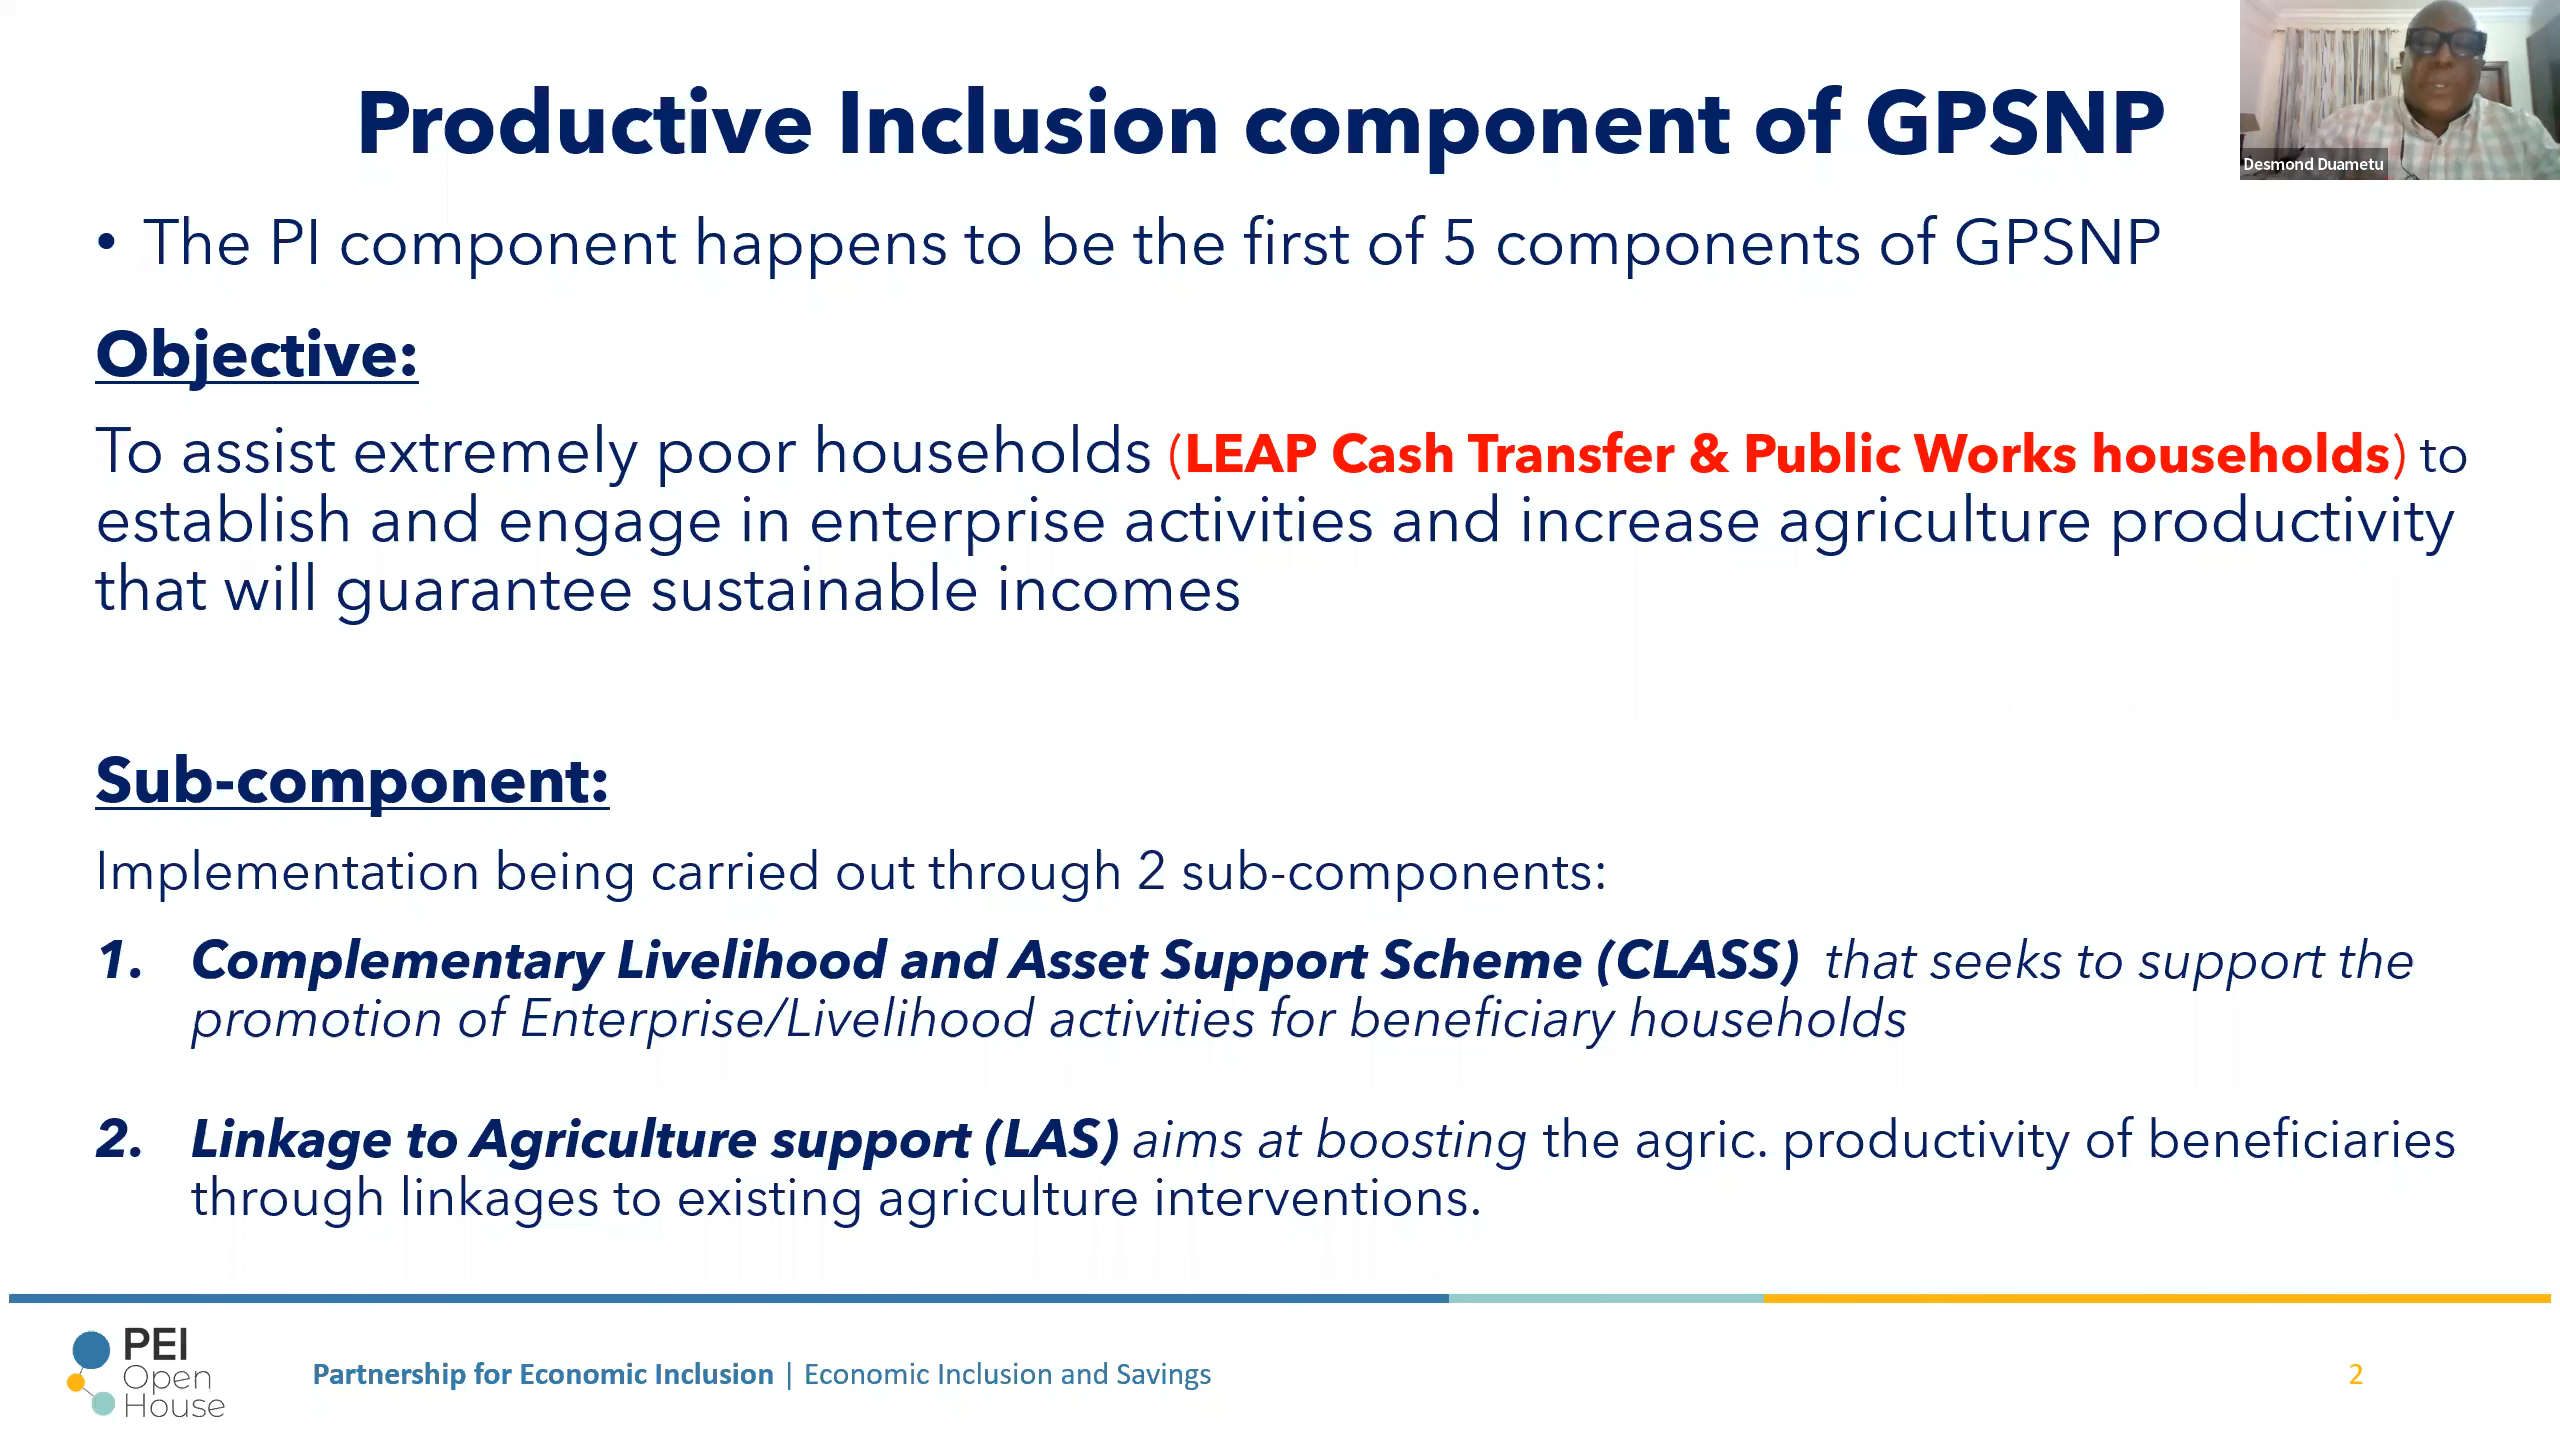 Productive Inclusion component of GPSNP
Desmond Duametu
• The PI component happens to be the first of 5 components of GPSNP
Objective:
To assist extremely poor households (LEAP Cash Transfer & Public Works households) to
establish and engage in enterprise activities and increase agriculture productivity
that will guarantee sustainable incomes
Sub-component:
Implementation being carried out through 2 sub-components:
1. Complementary Livelihood and Asset Support Scheme (CLASS) that seeks to support the
promotion of Enterprise/Livelihood activities for beneficiary households
2. Linkage to Agriculture support (LAS) aims at boosting the agric. productivity of beneficiaries
through linkages to existing agriculture interventions.
PEI
Open
House
Partnership for Economic Inclusion | Economic Inclusion and Savings
2